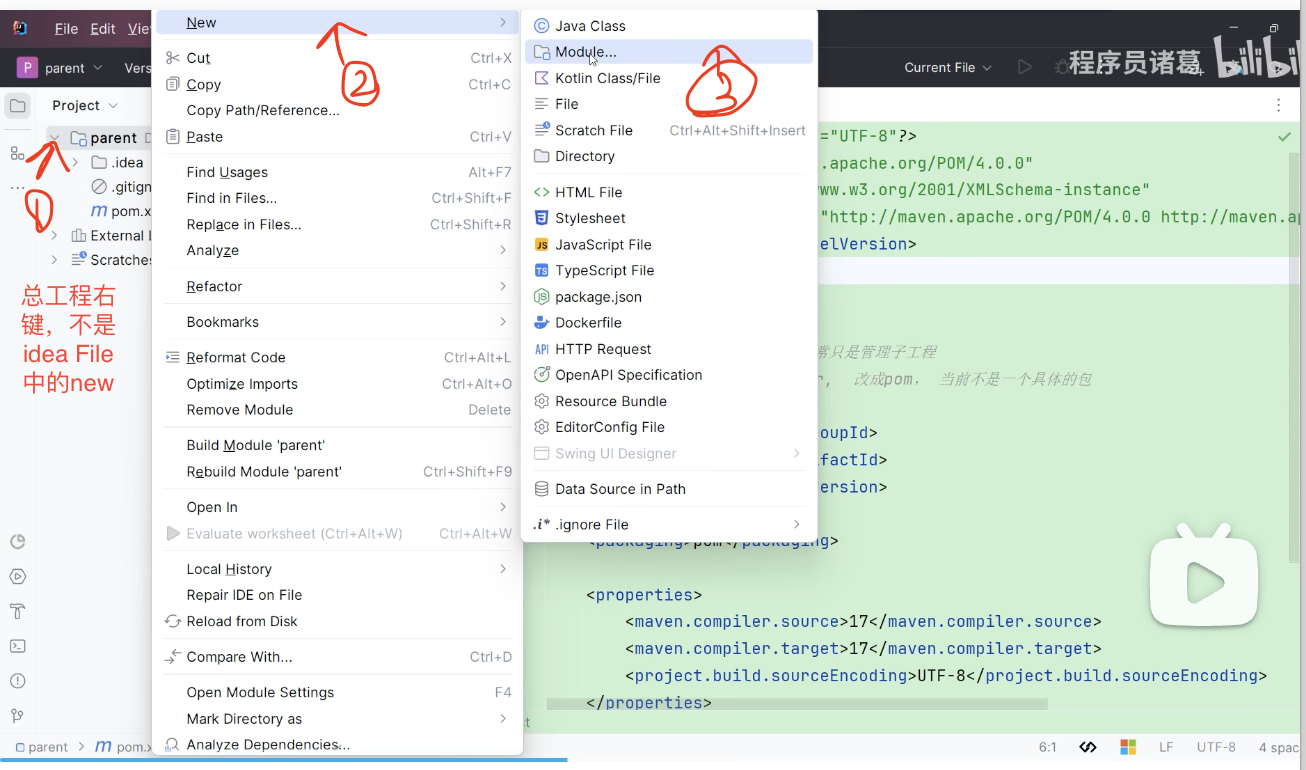 File Edit Vie
P parent Vers
Current File
程序员诸葛 bilibili
Project
parent
.idea
.gitign
m pom.x
External l
Scratches
①
②
③
总工程右
键，不是
idea File
中的new
New
Cut Ctrl+X
Copy Ctrl+C
Copy Path/Reference...
Paste Ctrl+V
Find Usages Alt+F7
Find in Files... Ctrl+Shift+F
Replace in Files... Ctrl+Shift+R
Analyze
Refactor
Bookmarks
Reformat Code Ctrl+Alt+L
Optimize Imports Ctrl+Alt+O
Remove Module Delete
Build Module 'parent'
Rebuild Module 'parent' Ctrl+Shift+F9
Open In
Evaluate worksheet (Ctrl+Alt+W) Ctrl+Alt+W
Local History
Repair IDE on File
Reload from Disk
Compare With... Ctrl+D
Open Module Settings F4
Mark Directory as
Analyze Dependencies...
Java Class
Module...
Kotlin Class/File
File
Scratch File Ctrl+Alt+Shift+Insert
Directory
HTML File
Stylesheet
JS JavaScript File
TS TypeScript File
package.json
Dockerfile
API HTTP Request
OpenAPI Specification
Resource Bundle
EditorConfig File
Swing UI Designer
Data Source in Path
.i* .ignore File
="UTF-8"?>
.apache.org/POM/4.0.0"
ww.w3.org/2001/XMLSchema-instance"
"http://maven.apache.org/POM/4.0.0 http://maven.ap
elVersion>
常只是管理子工程
r, 改成pom， 当前不是一个具体的包
oupId>
factId>
ersion>
<packaging>pom</packaging>
<properties>
<maven.compiler.source>17</maven.compiler.source>
<maven.compiler.target>17</maven.compiler.target>
<project.build.sourceEncoding>UTF-8</project.build.sourceEncoding>
</properties>
parent > m pom.x
6:1 LF UTF-8 4 spac